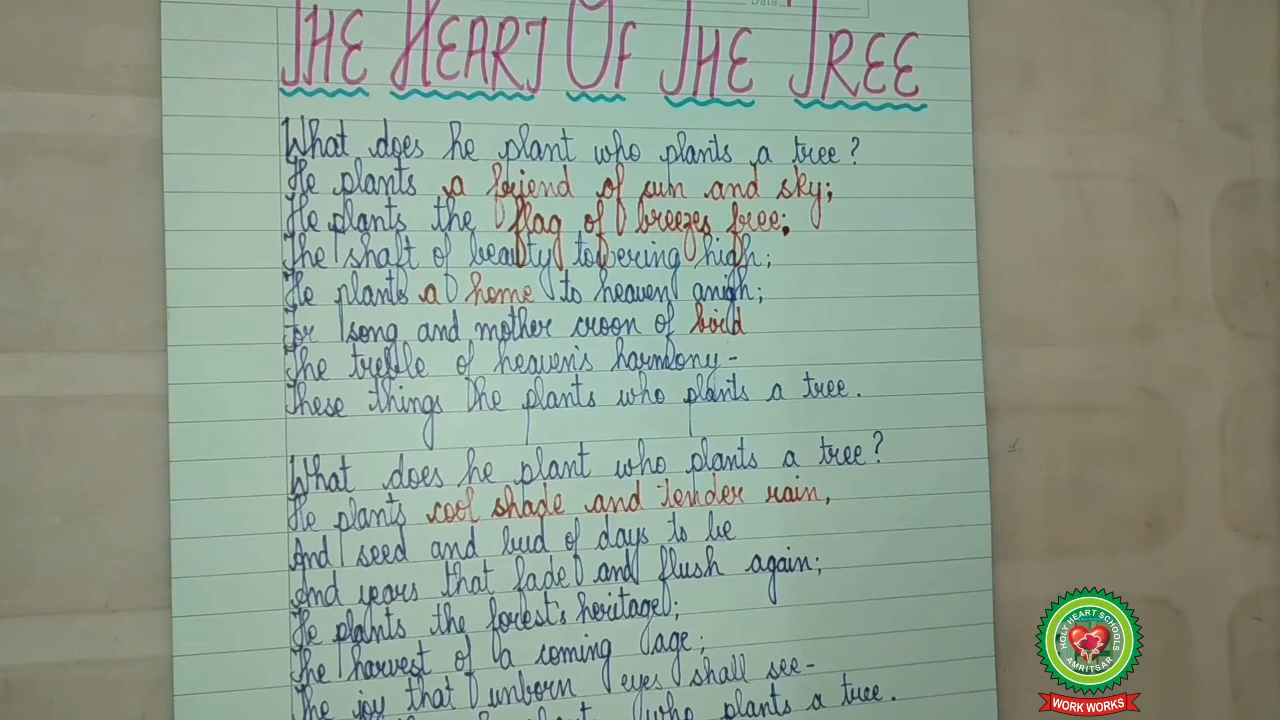 Date
THE HEART OF THE TREE
What does he plant who plants a tree?
He plants a friend of sun and sky;
He plants the flag of breezes free;
The shaft of beauty towering high;
He plants a home to heaven anigh;
For song and mother croon of bird
The treble of heaven's harmony-
These things he plants who plants a tree.
What does he plant who plants a tree?
He plants cool shade and tender rain,
And seed and bud of days to be
And years that fade and flush again;
He plants the forest's heritage;
The harvest of a coming age;
The joy that unborn eyes shall see-
who plants a tree.
HOLY HEART SCHOOLS
AMRITSAR
WORK WORKS